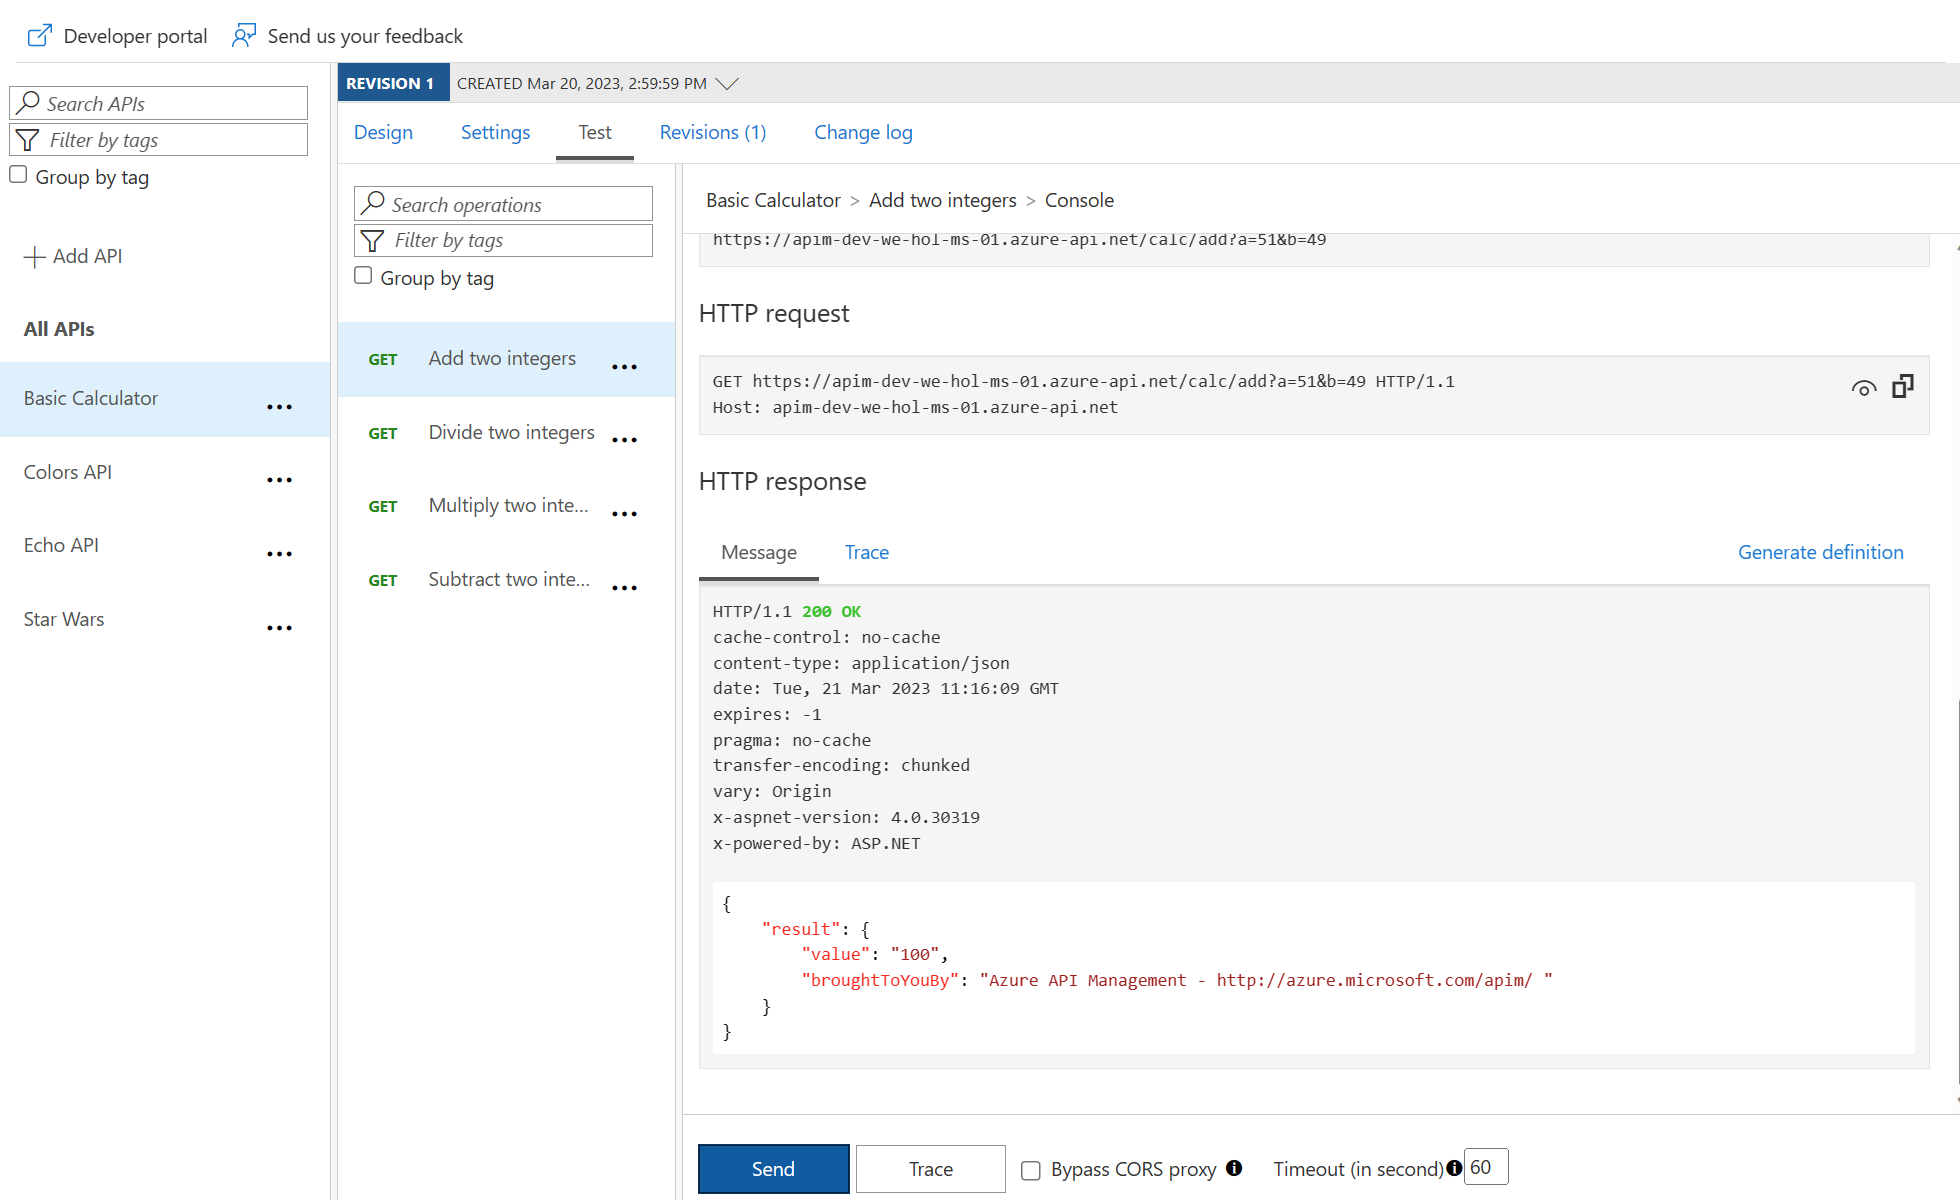 Developer portal
Send us your feedback
Search APIs
Filter by tags
Group by tag
Add API
All APIs
Basic Calculator
Colors API
Echo API
Star Wars
REVISION 1
CREATED Mar 20, 2023, 2:59:59 PM
Design
Settings
Test
Revisions (1)
Change log
Search operations
Filter by tags
Group by tag
GET Add two integers
GET Divide two integers
GET Multiply two inte...
GET Subtract two inte...
Basic Calculator > Add two integers > Console
https://apim-dev-we-hol-ms-01.azure-api.net/calc/add?a=51&b=49
HTTP request
GET https://apim-dev-we-hol-ms-01.azure-api.net/calc/add?a=51&b=49 HTTP/1.1
Host: apim-dev-we-hol-ms-01.azure-api.net
HTTP response
Message
Trace
Generate definition
HTTP/1.1 200 OK
cache-control: no-cache
content-type: application/json
date: Tue, 21 Mar 2023 11:16:09 GMT
expires: -1
pragma: no-cache
transfer-encoding: chunked
vary: Origin
x-aspnet-version: 4.0.30319
x-powered-by: ASP.NET
{
"result": {
"value": "100",
"broughtToYouBy": "Azure API Management - http://azure.microsoft.com/apim/ "
}
}
Send
Trace
Bypass CORS proxy
Timeout (in second)
60